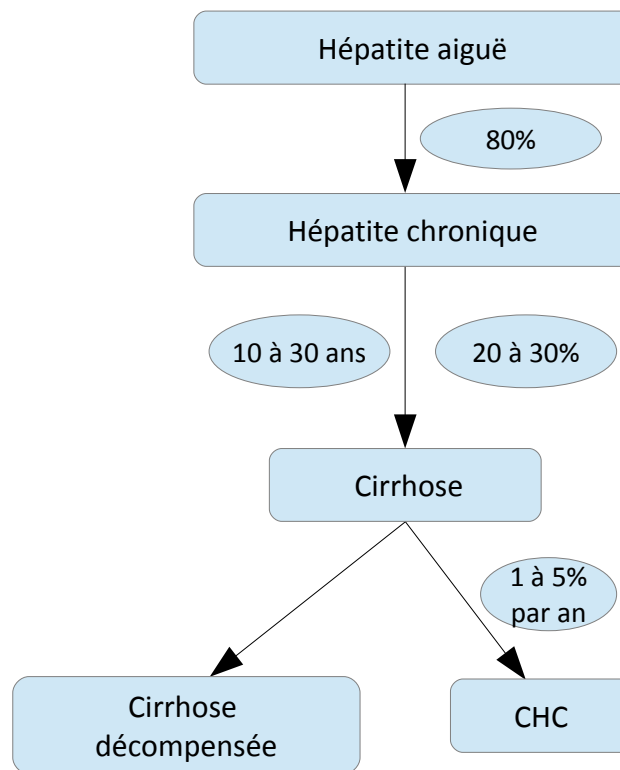 Hépatite aiguë
80%
Hépatite chronique
10 à 30 ans
20 à 30%
Cirrhose
1 à 5%
par an
Cirrhose
décompensée
CHC